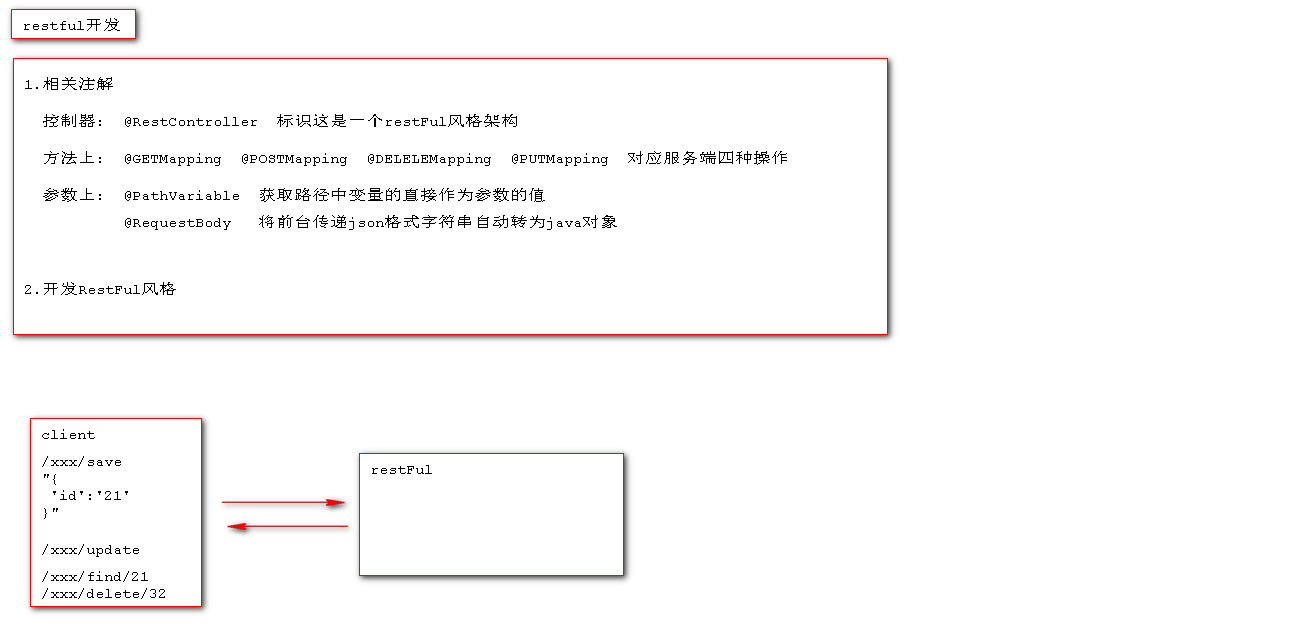 restful开发
1.相关注解
控制器: @RestController 标识这是一个restFul风格架构
方法上: @GETMapping @POSTMapping @DELELEMapping @PUTMapping 对应服务端四种操作
参数上: @PathVariable 获取路径中变量的直接作为参数的值
@RequestBody 将前台传递json格式字符串自动转为java对象
2.开发RestFul风格
client
/xxx/save
"{
'id':'21'
}"
/xxx/update
/xxx/find/21
/xxx/delete/32
restFul